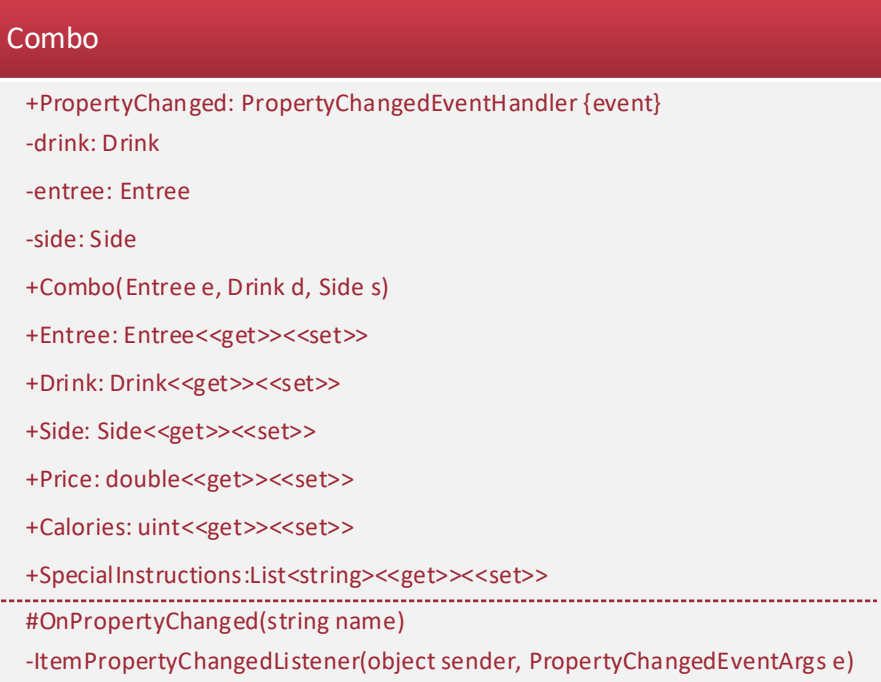 Combo
+PropertyChanged: PropertyChangedEventHandler {event}
-drink: Drink
-entree: Entree
-side: Side
+Combo(Entree e, Drink d, Side s)
+Entree: Entree<<get>><<set>>
+Drink: Drink<<get>><<set>>
+Side: Side<<get>><<set>>
+Price: double<<get>><<set>>
+Calories: uint<<get>><<set>>
+SpecialInstructions:List<string><<get>><<set>>
#OnPropertyChanged(string name)
-ItemPropertyChangedListener(object sender, PropertyChangedEventArgs e)